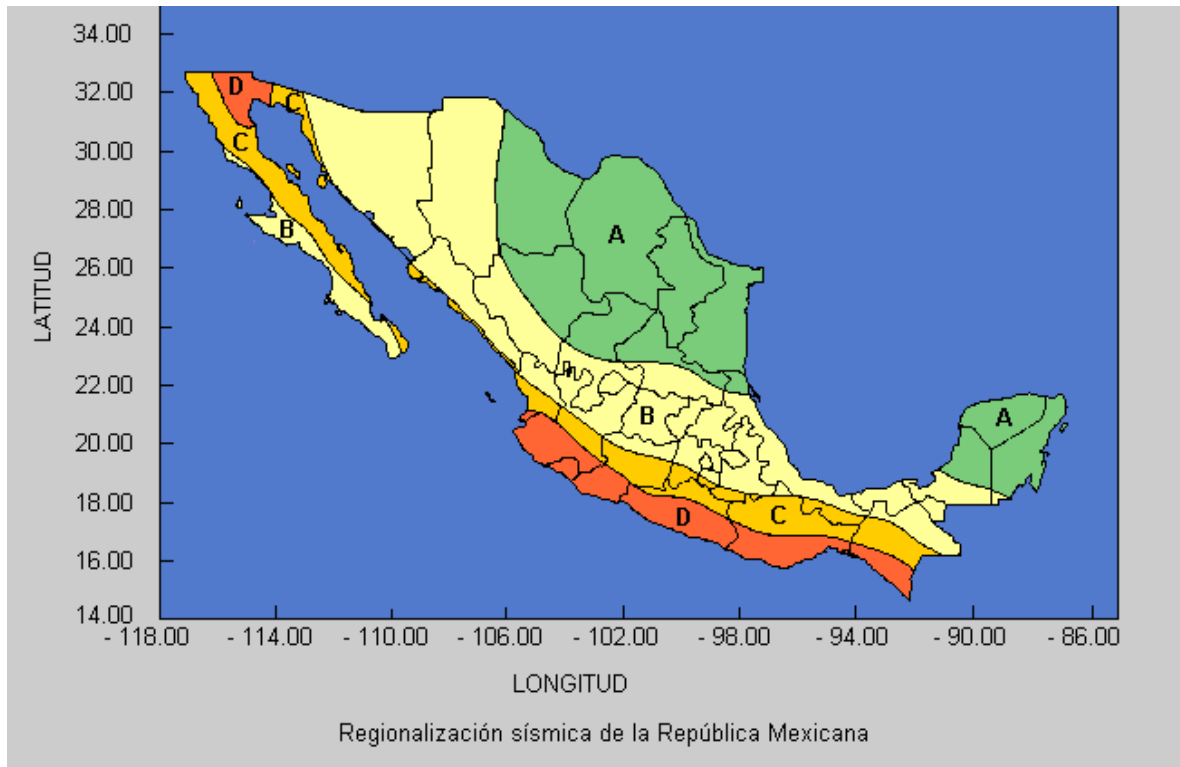 34.00
32.00
30.00
28.00
26.00
24.00
22.00
20.00
18.00
16.00
14.00
LATITUD
D
C
C
B
A
B
A
D
C
- 118.00 - 114.00 - 110.00 - 106.00 - 102.00 - 98.00 - 94.00 - 90.00 - 86.00
LONGITUD
Regionalización sísmica de la República Mexicana